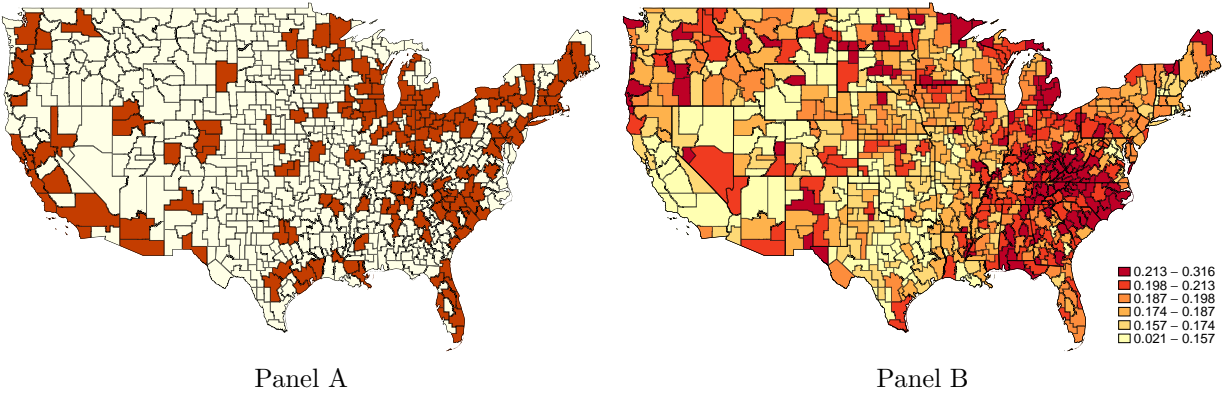 0.213 – 0.316
0.198 – 0.213
0.187 – 0.198
0.174 – 0.187
0.157 – 0.174
0.021 – 0.157
Panel A
Panel B